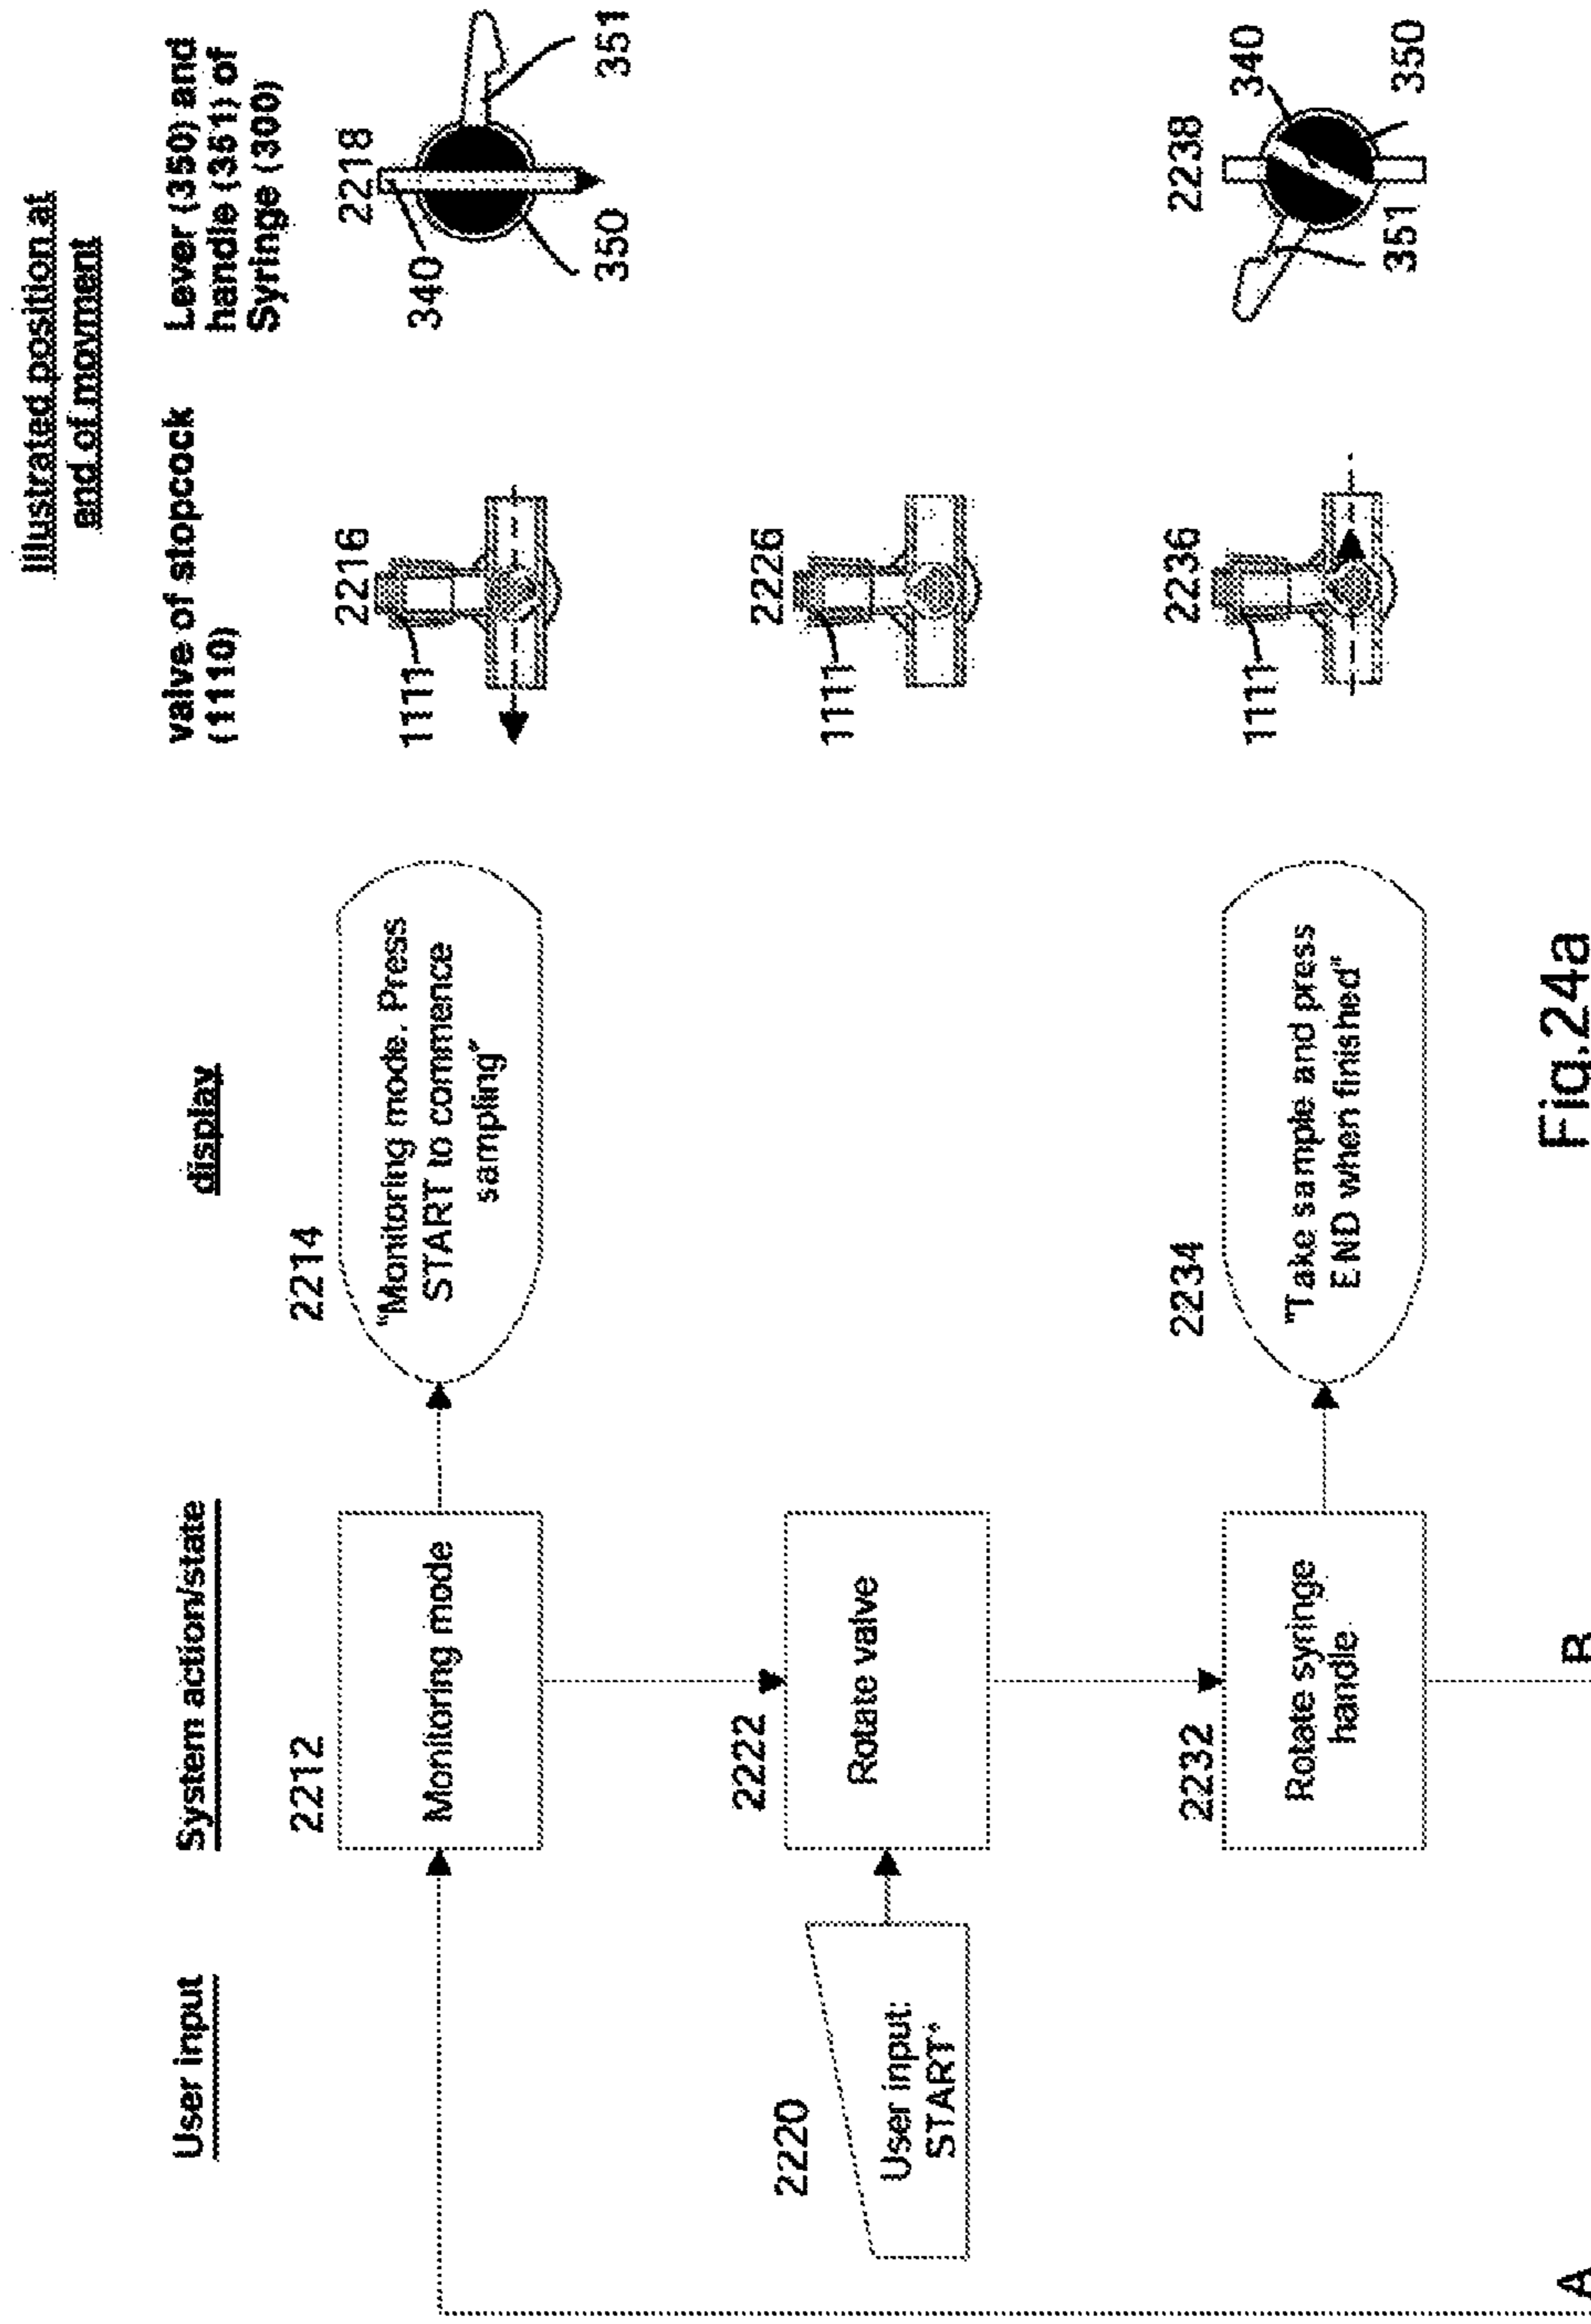 Illustrated position at
end of movment
User input
System action/state
display
valve of stopcock
(1110)
Lever (350) and
handle (351) of
Syringe (300)
2212
Monitoring mode
2214
"Monitoring mode. Press
START to commence
sampling"
2216
1111
2218
340
350
351
2220
User input:
START"
2222
Rotate valve
2226
1111
2232
Rotate syringe
handle
2234
"Take sample and press
END when finished"
2236
1111
2238
340
351
350
A
B
Fig.24a